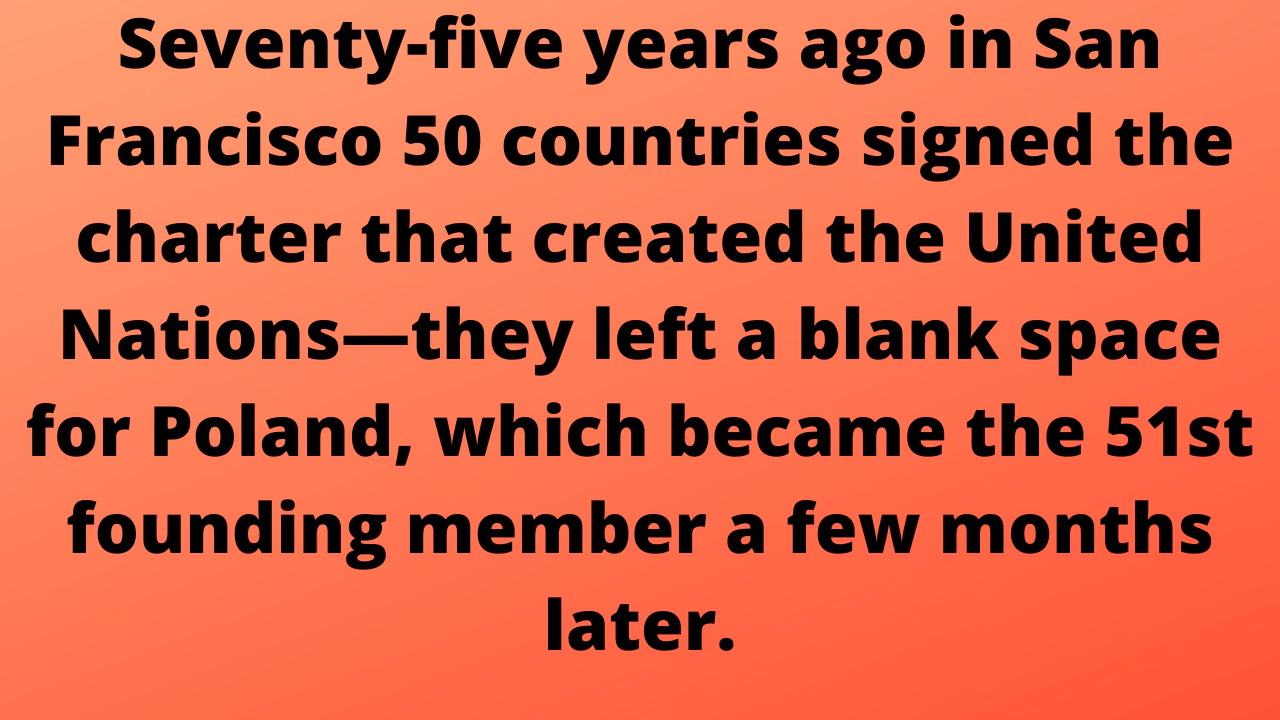 Seventy-five years ago in San
Francisco 50 countries signed the
charter that created the United
Nations—they left a blank space
for Poland, which became the 51st
founding member a few months
later.